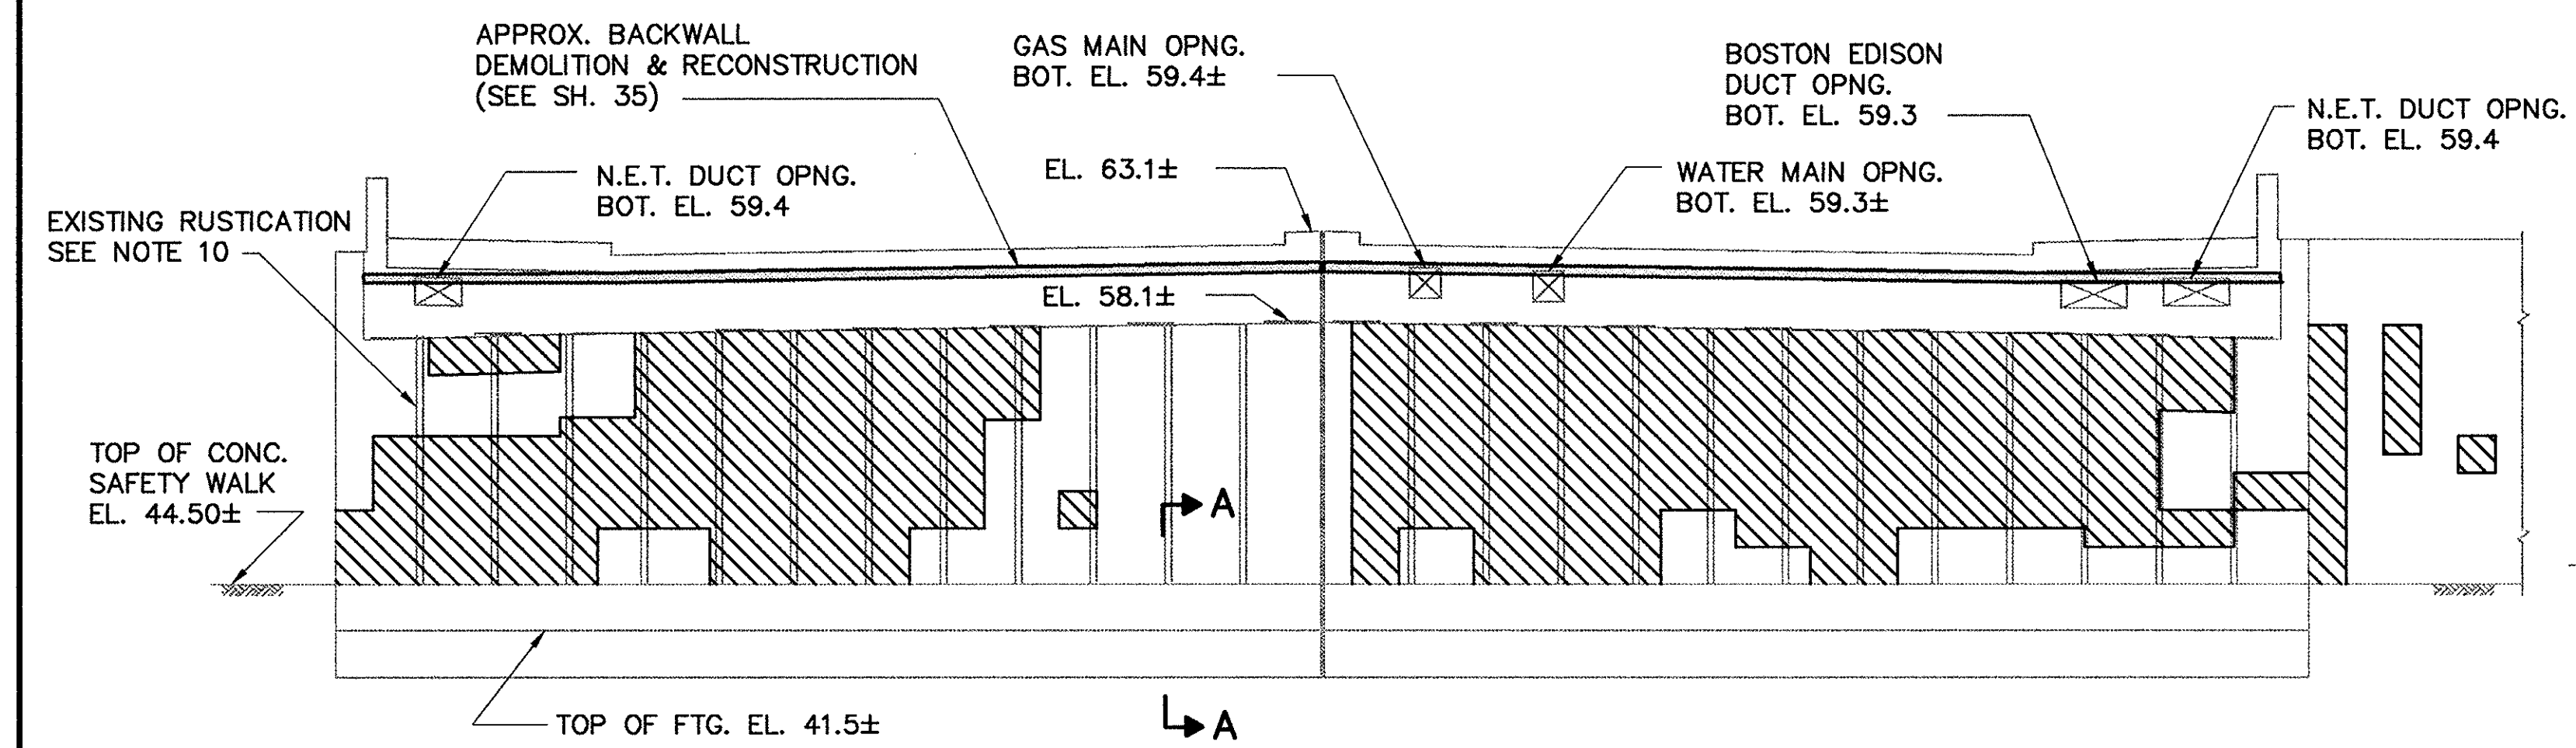 APPROX. BACKWALL
DEMOLITION & RECONSTRUCTION
(SEE SH. 35)
GAS MAIN OPNG.
BOT. EL. 59.4±
BOSTON EDISON
DUCT OPNG.
BOT. EL. 59.3
N.E.T. DUCT OPNG.
BOT. EL. 59.4
N.E.T. DUCT OPNG.
BOT. EL. 59.4
EL. 63.1±
WATER MAIN OPNG.
BOT. EL. 59.3±
EXISTING RUSTICATION
SEE NOTE 10
EL. 58.1±
TOP OF CONC.
SAFETY WALK
EL. 44.50±
A
TOP OF FTG. EL. 41.5±
A